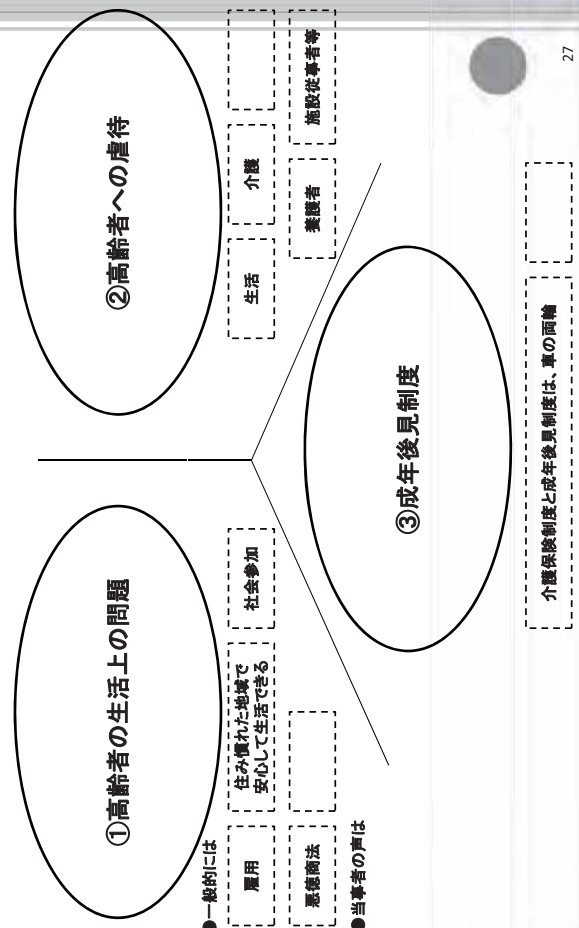 ①高齢者の生活上の問題
●一般的には
雇用
住み慣れた地域で
安心して生活できる
社会参加
悪徳商法
●当事者の声は
②高齢者への虐待
生活
介護
養護者
施設従事者等
③成年後見制度
介護保険制度と成年後見制度は、車の両輪
27